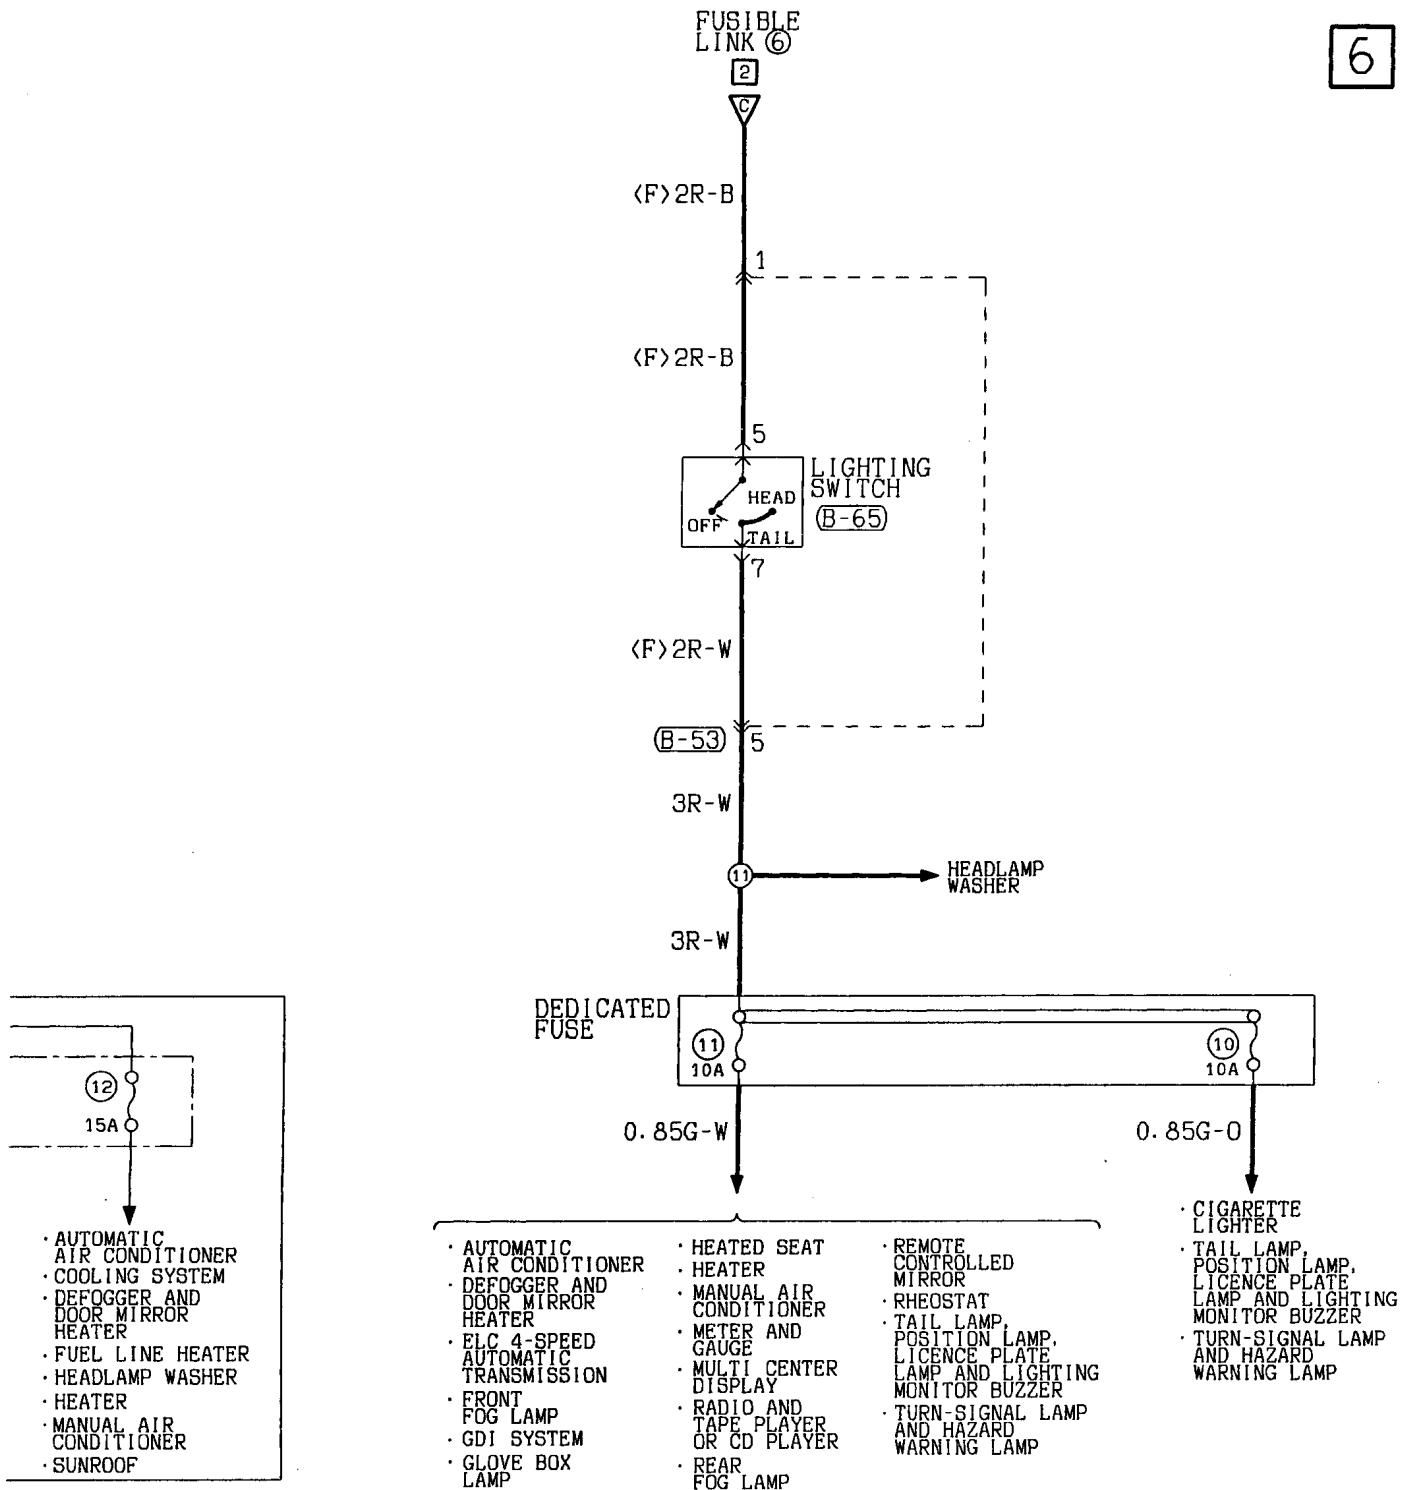 FUSIBLE
LINK ⑥
6
2
C
<F>2R-B
1
<F>2R-B
5
LIGHTING
SWITCH
HEAD
OFF
B-65
TAIL
7
<F>2R-W
B-53
5
3R-W
11
HEADLAMP
WASHER
3R-W
DEDICATED
FUSE
11
10A
10
10A
12
15A
0.85G-W
0.85G-O
· AUTOMATIC
AIR CONDITIONER
· COOLING SYSTEM
· DEFOGGER AND
DOOR MIRROR
HEATER
· FUEL LINE HEATER
· HEADLAMP WASHER
· HEATER
· MANUAL AIR
CONDITIONER
· SUNROOF
· AUTOMATIC
AIR CONDITIONER
· DEFOGGER AND
DOOR MIRROR
HEATER
· ELC 4-SPEED
AUTOMATIC
TRANSMISSION
· FRONT
FOG LAMP
· GDI SYSTEM
· GLOVE BOX
LAMP
· HEATED SEAT
· HEATER
· MANUAL AIR
CONDITIONER
· METER AND
GAUGE
· MULTI CENTER
DISPLAY
· RADIO AND
TAPE PLAYER
OR CD PLAYER
· REAR
FOG LAMP
· REMOTE
CONTROLLED
MIRROR
· RHEOSTAT
· TAIL LAMP,
POSITION LAMP,
LICENCE PLATE
LAMP AND LIGHTING
MONITOR BUZZER
· TURN-SIGNAL LAMP
AND HAZARD
WARNING LAMP
· CIGARETTE
LIGHTER
· TAIL LAMP,
POSITION LAMP,
LICENCE PLATE
LAMP AND LIGHTING
MONITOR BUZZER
· TURN-SIGNAL LAMP
AND HAZARD
WARNING LAMP